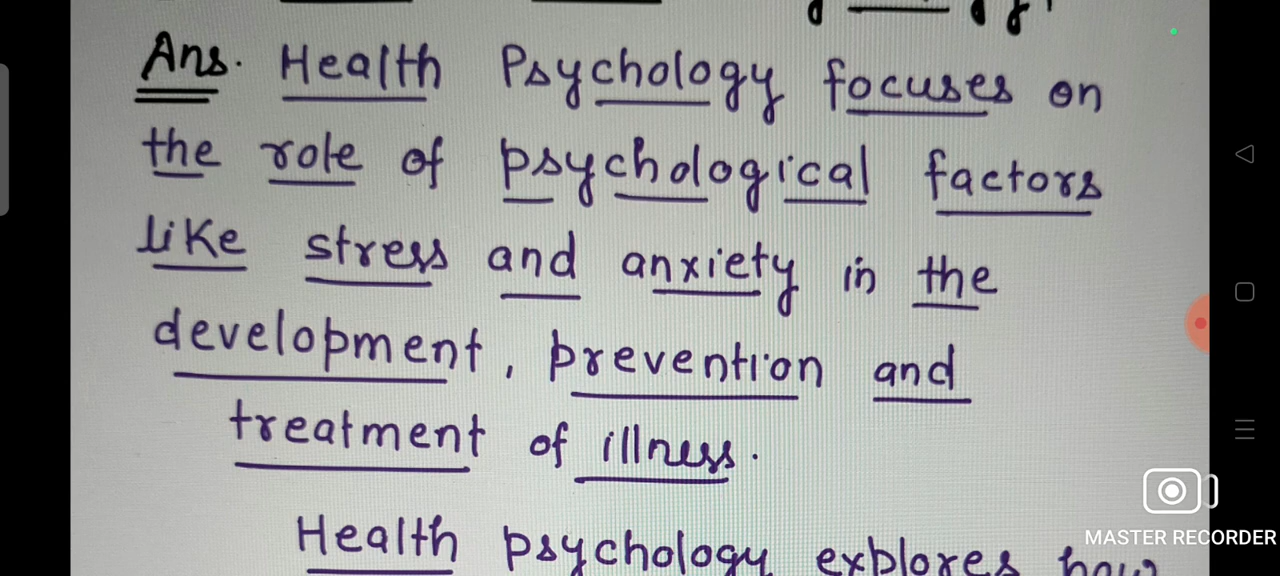 Ans. Health Psychology focuses on
the role of psychological factors
like stress and anxiety in the
development, prevention and
treatment of illness.
Health psychology explores how
MASTER RECORDER